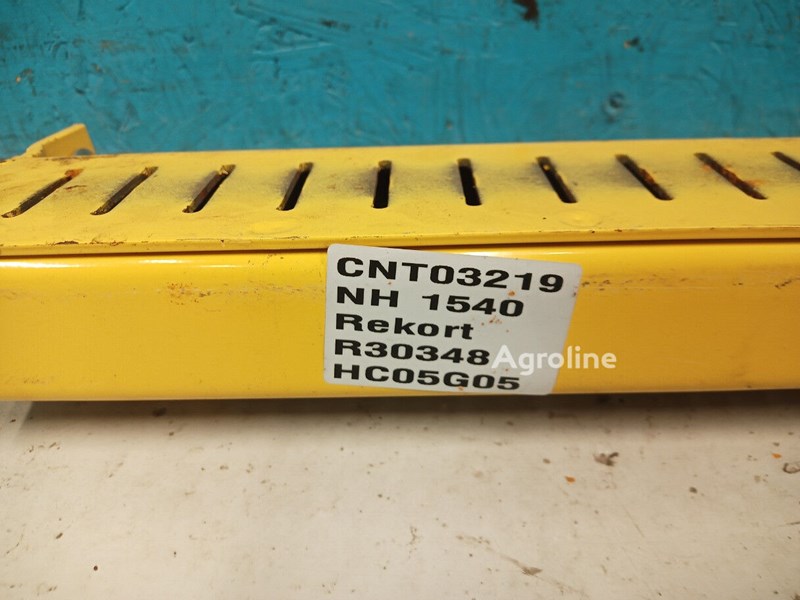 CNT03219
NH 1540
Rekort
R30348
HC05G05
Agroline